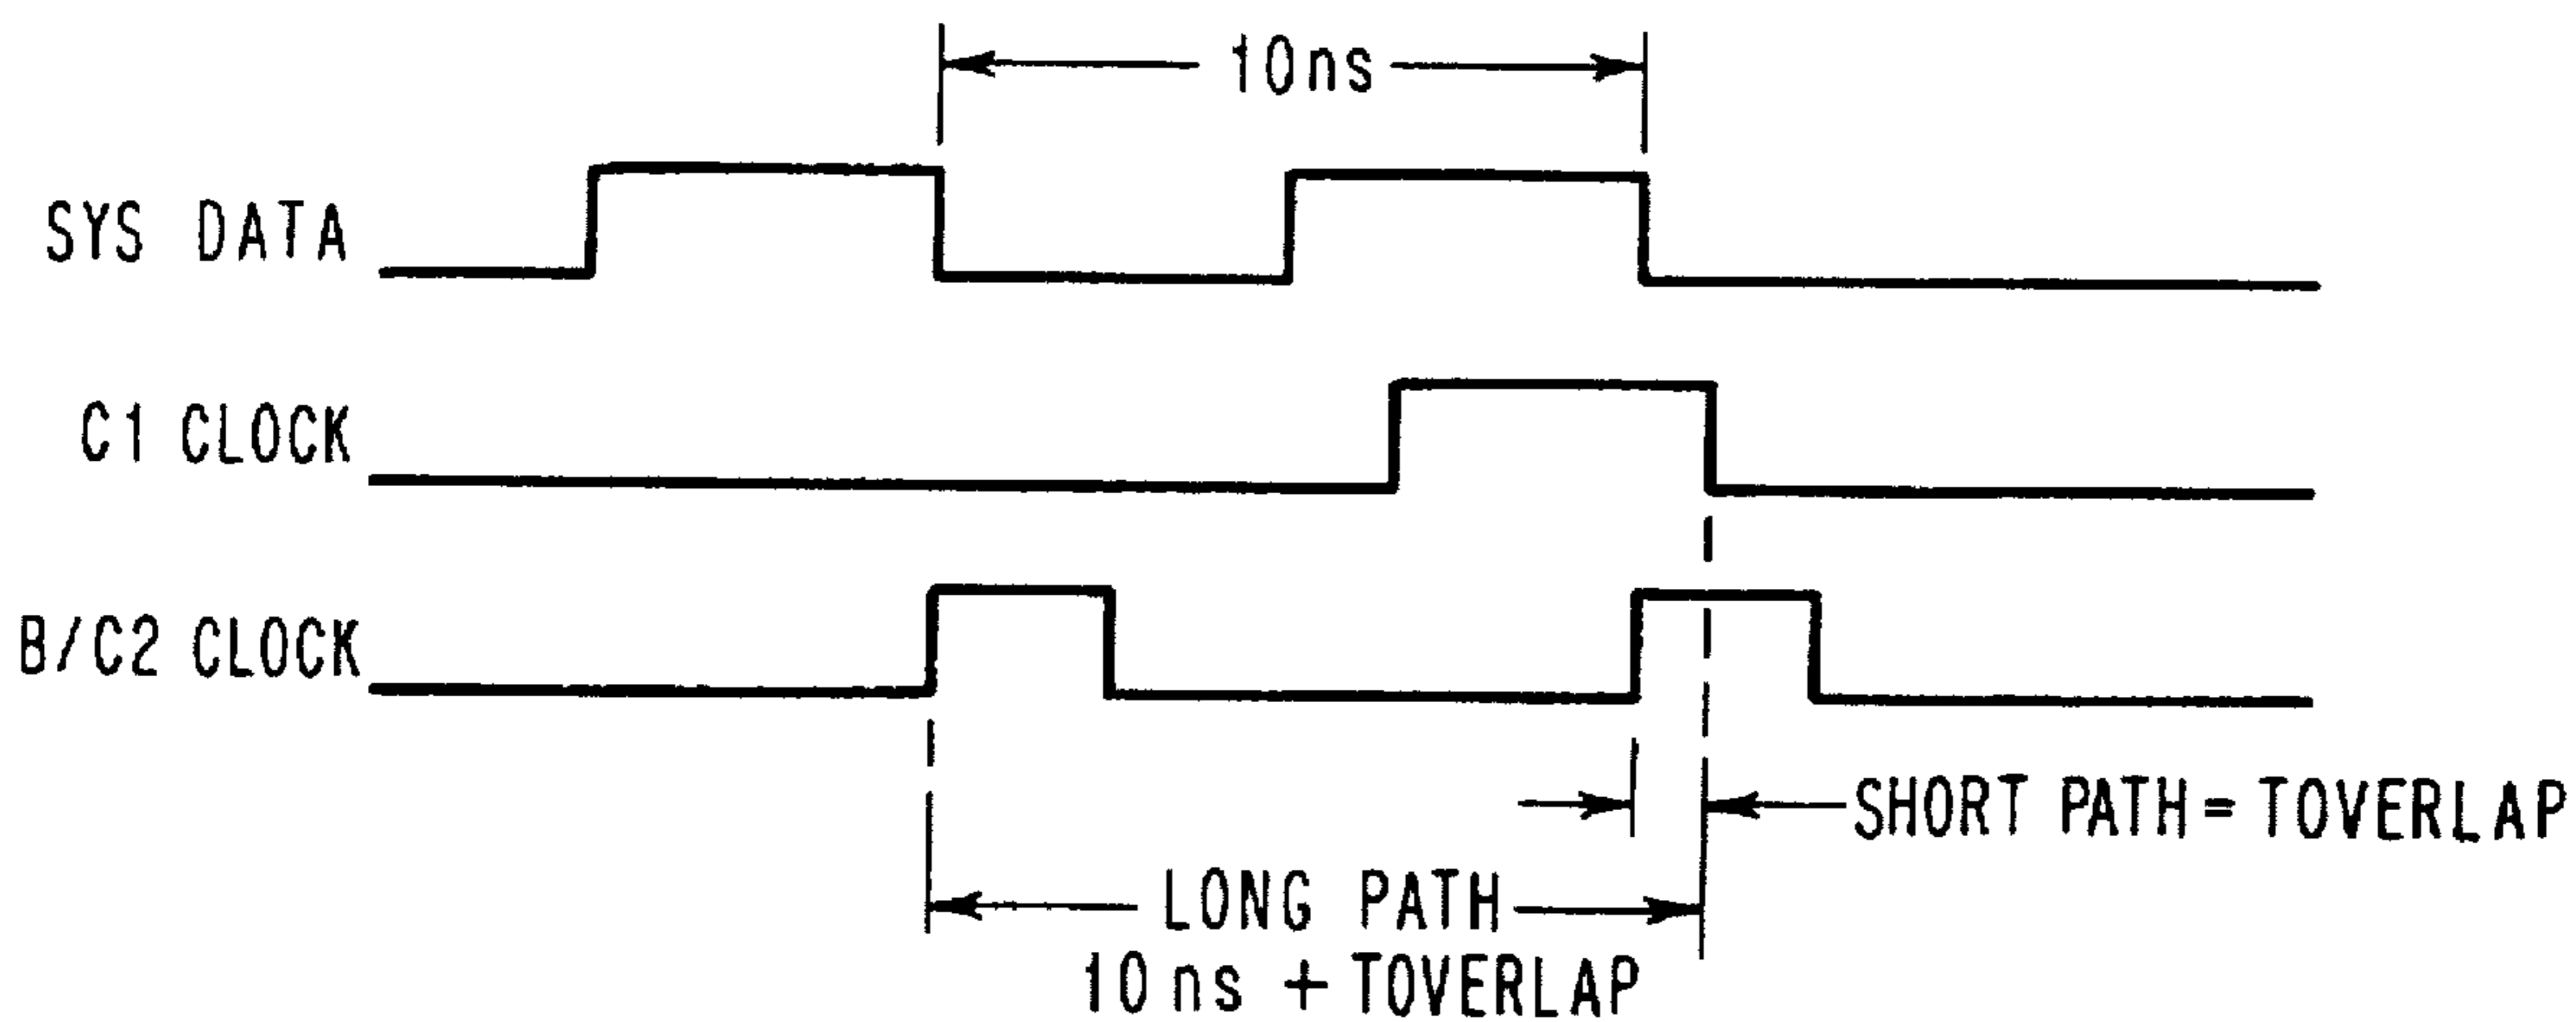 10ns
SYS DATA
C1 CLOCK
B/C2 CLOCK
SHORT PATH = TOVERLAP
LONG PATH
10 ns + TOVERLAP